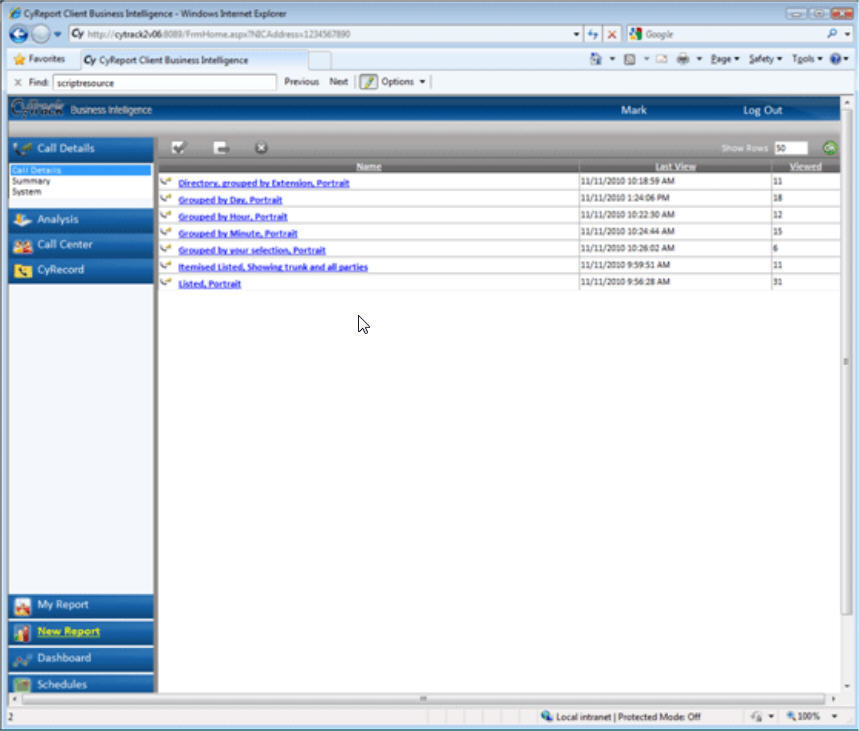 CyReport Client Business Intelligence - Windows Internet Explorer
Cy http://cytrack2v06:8089/FrmHome.aspx?NICAddress=1234567890 Google
Favorites Cy CyReport Client Business Intelligence Page Safety Tools
X Find: scriptresource Previous Next Options
CyTrack Business Intelligence Mark Log Out
Call Details Show Rows 50
Name Last View Viewed
Call Details
Summary
System
Directory, grouped by Extension, Portrait 11/11/2010 10:18:59 AM 11
Grouped by Day, Portrait 11/11/2010 1:24:06 PM 18
Grouped by Hour, Portrait 11/11/2010 10:22:30 AM 12
Grouped by Minute, Portrait 11/11/2010 10:24:44 AM 15
Grouped by your selection, Portrait 11/11/2010 10:26:02 AM 6
Itemised Listed, Showing trunk and all parties 11/11/2010 9:59:51 AM 11
Listed, Portrait 11/11/2010 9:56:28 AM 31
Analysis
Call Center
CyRecord
My Report
New Report
Dashboard
Schedules
2 Local intranet | Protected Mode: Off 100%